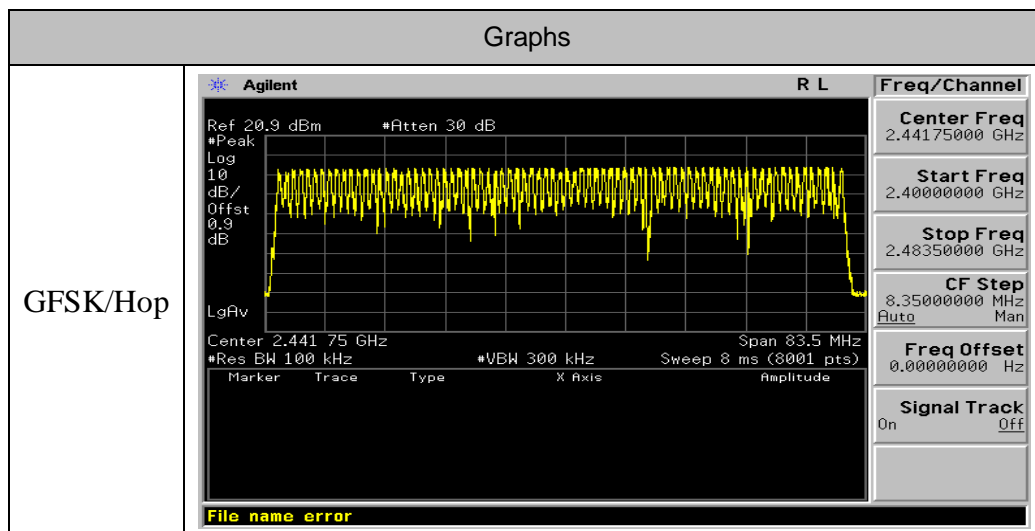 Graphs
GFSK/Hop
Agilent
R L
Ref 20.9 dBm
#Atten 30 dB
#Peak
Log
10
dB/
Offst
0.9
dB
LgAv
Center 2.441 75 GHz
Span 83.5 MHz
#Res BW 100 kHz
#VBW 300 kHz
Sweep 8 ms (8001 pts)
Marker Trace Type X Axis Amplitude
File name error
Freq/Channel
Center Freq
2.44175000 GHz
Start Freq
2.40000000 GHz
Stop Freq
2.48350000 GHz
CF Step
8.35000000 MHz
Auto Man
Freq Offset
0.00000000 Hz
Signal Track
On Off